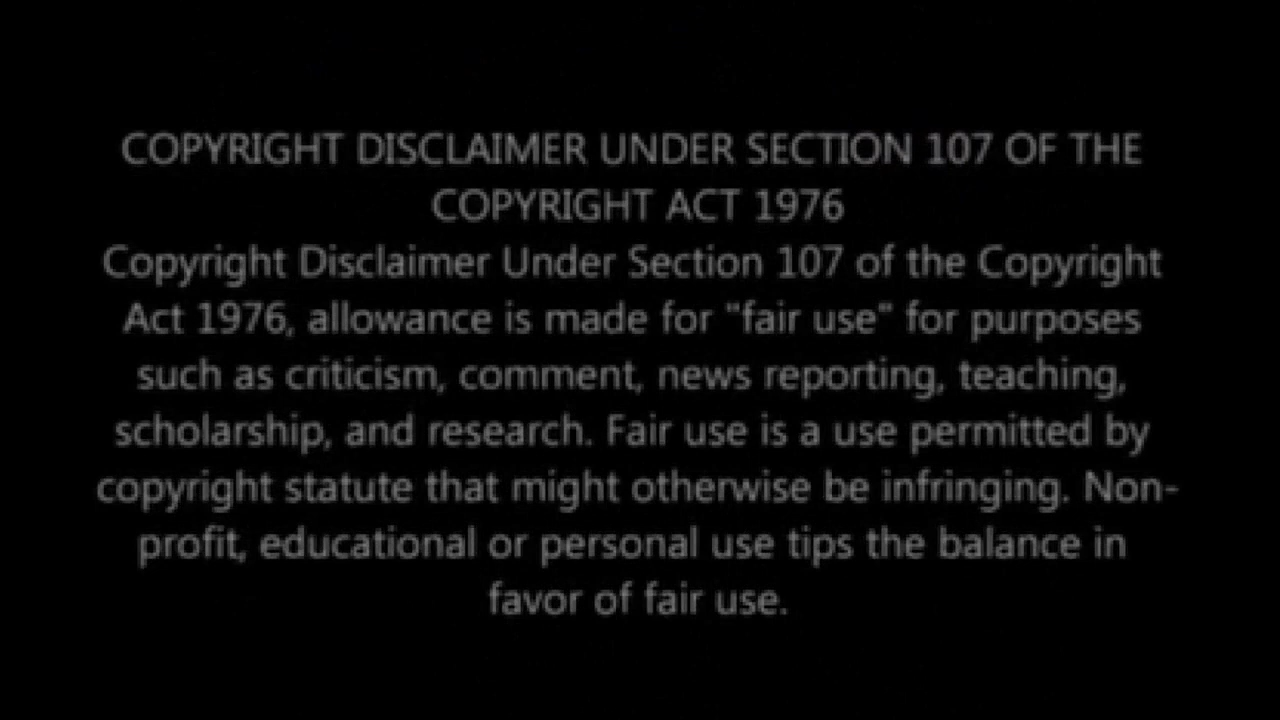 COPYRIGHT DISCLAIMER UNDER SECTION 107 OF THE
COPYRIGHT ACT 1976
Copyright Disclaimer Under Section 107 of the Copyright
Act 1976, allowance is made for "fair use" for purposes
such as criticism, comment, news reporting, teaching,
scholarship, and research. Fair use is a use permitted by
copyright statute that might otherwise be infringing. Non-
profit, educational or personal use tips the balance in
favor of fair use.